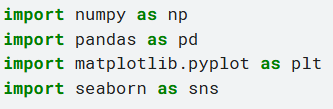 import numpy as np
import pandas as pd
import matplotlib.pyplot as plt
import seaborn as sns